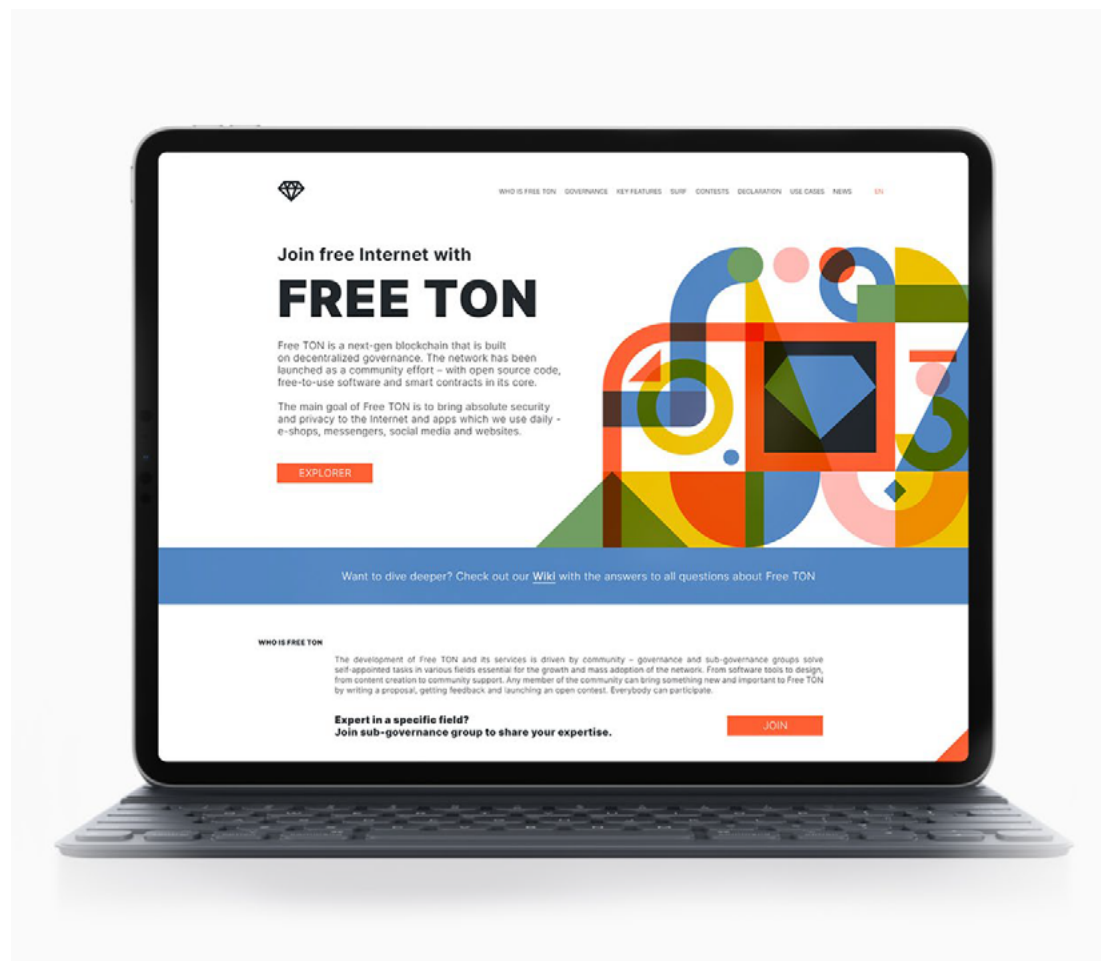 WHO IS FREE TON GOVERNANCE KEY FEATURES SURF CONTESTS DECLARATION USE CASES NEWS EN
Join free Internet with
FREE TON
Free TON is a next-gen blockchain that is built
on decentralized governance. The network has been
launched as a community effort – with open source code,
free-to-use software and smart contracts in its core.
The main goal of Free TON is to bring absolute security
and privacy to the Internet and apps which we use daily -
e-shops, messengers, social media and websites.
EXPLORER
Want to dive deeper? Check out our Wiki with the answers to all questions about Free TON
WHO IS FREE TON
The development of Free TON and its services is driven by community – governance and sub-governance groups solve
self-appointed tasks in various fields essential for the growth and mass adoption of the network. From software tools to design,
from content creation to community support. Any member of the community can bring something new and important to Free TON
by writing a proposal, getting feedback and launching an open contest. Everybody can participate.
Expert in a specific field?
Join sub-governance group to share your expertise.
JOIN